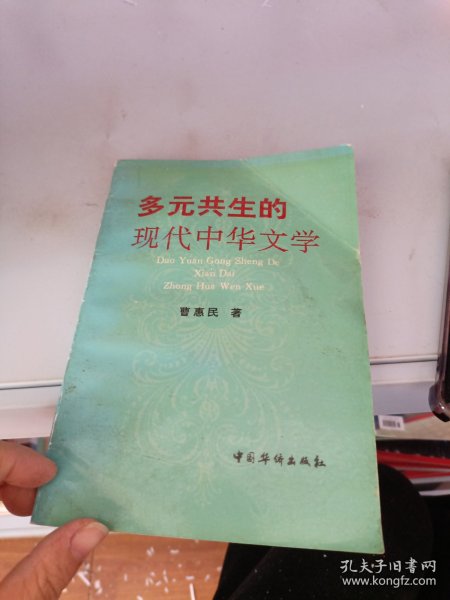 多元共生的
现代中华文学
Duo Yuan Gong Sheng De
Xian Dai
Zhong Hua Wen Xue
曹惠民 著
中国华侨出版社
孔夫子旧书网
www.kongfz.com